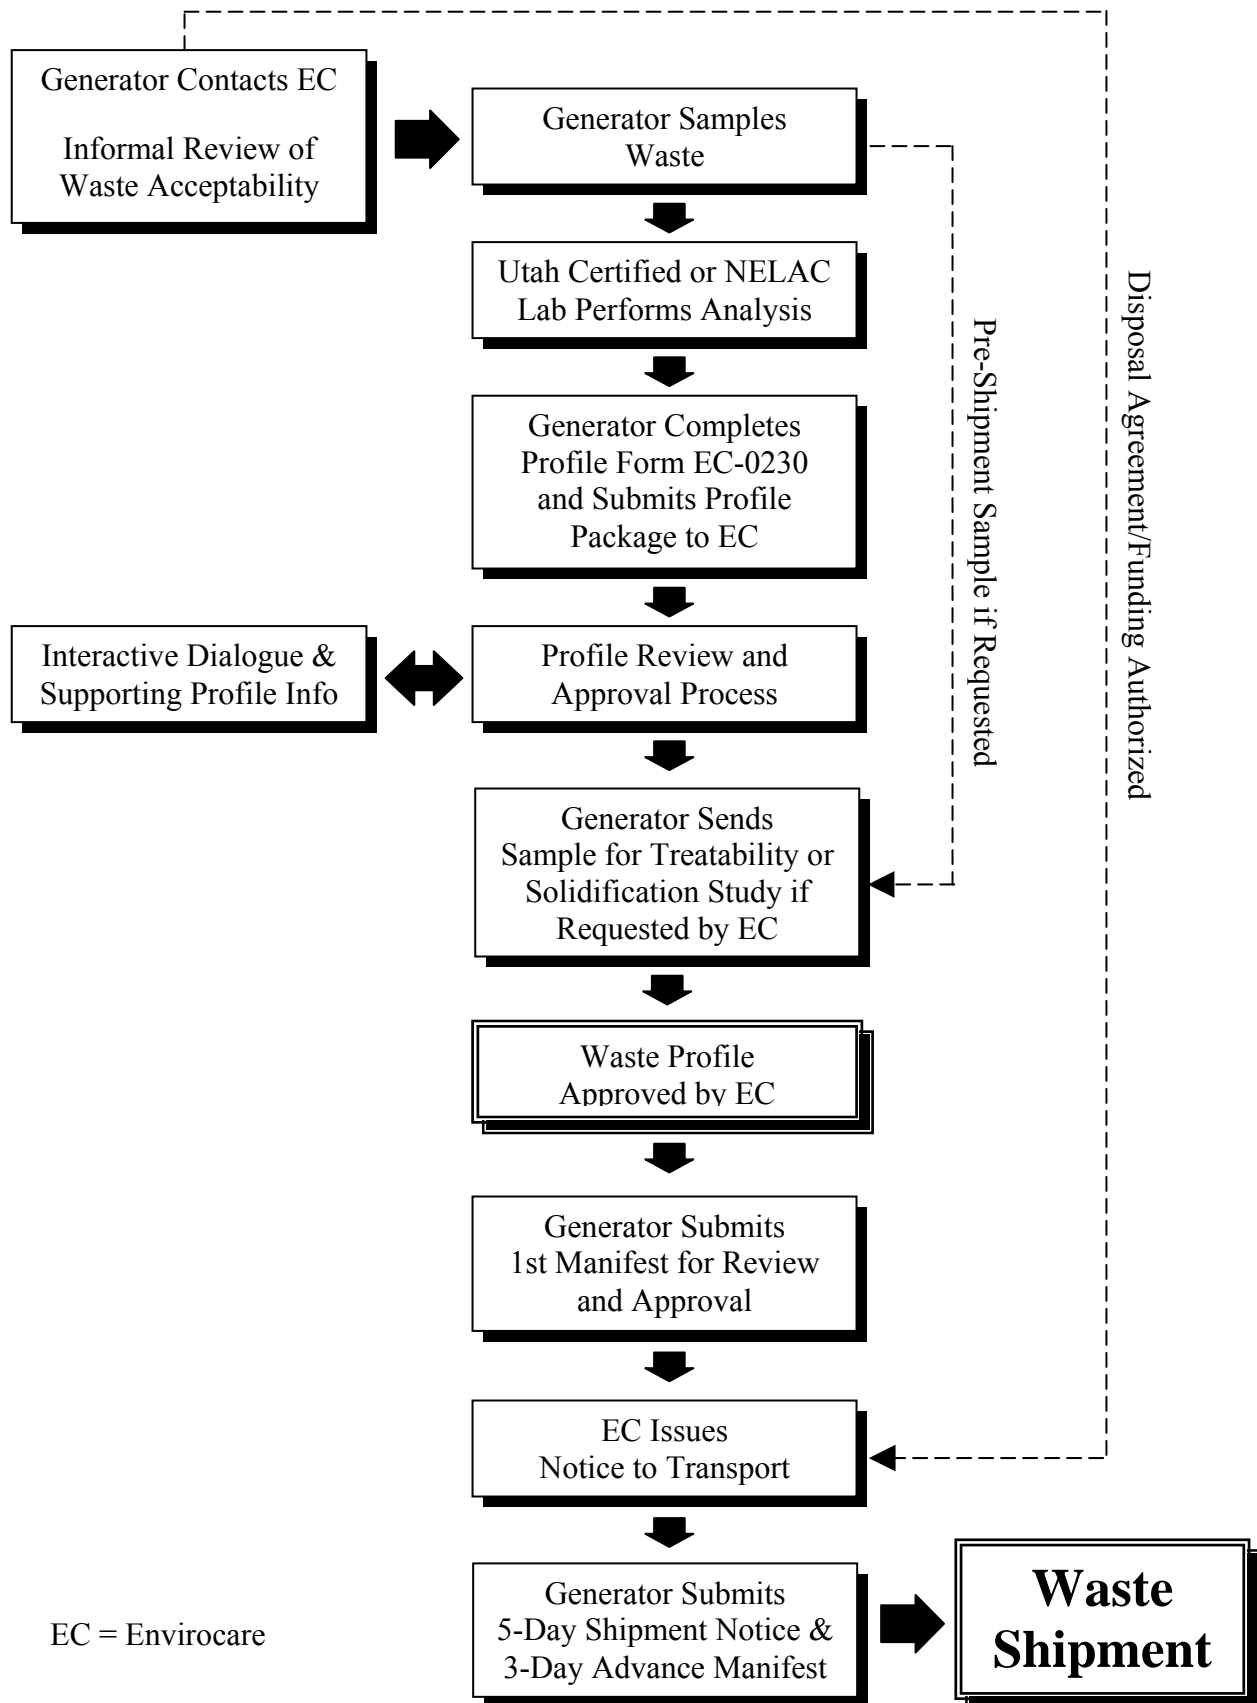 Generator Contacts EC
Informal Review of
Waste Acceptability
Generator Samples
Waste
Utah Certified or NELAC
Lab Performs Analysis
Generator Completes
Profile Form EC-0230
and Submits Profile
Package to EC
Interactive Dialogue &
Supporting Profile Info
Profile Review and
Approval Process
Generator Sends
Sample for Treatability or
Solidification Study if
Requested by EC
Pre-Shipment Sample if Requested
Disposal Agreement/Funding Authorized
Waste Profile
Approved by EC
Generator Submits
1st Manifest for Review
and Approval
EC Issues
Notice to Transport
Generator Submits
5-Day Shipment Notice &
3-Day Advance Manifest
Waste
Shipment
EC = Envirocare